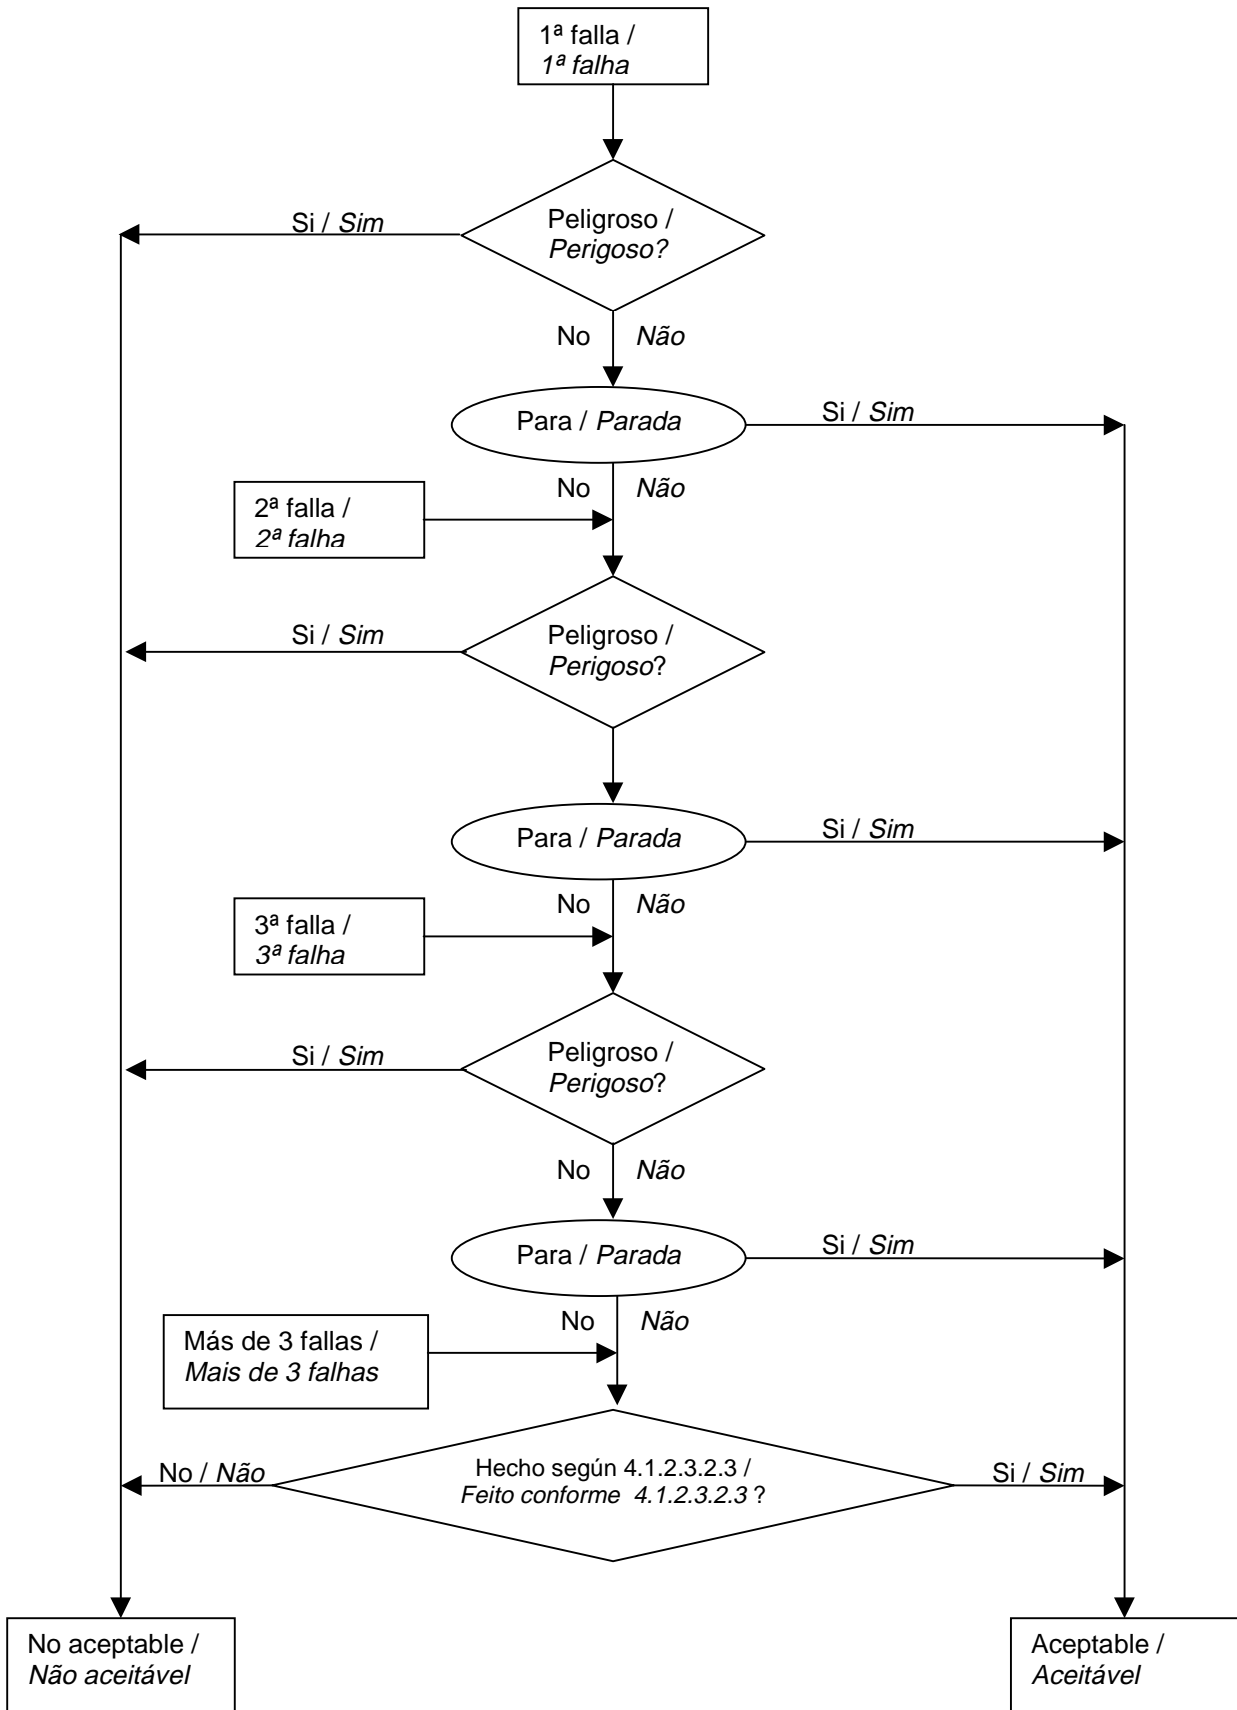 1ª falla /
1ª falha
Si / Sim
Peligroso /
Perigoso?
No Não
Para / Parada
Si / Sim
No Não
2ª falla /
2ª falha
Si / Sim
Peligroso /
Perigoso?
Para / Parada
Si / Sim
No Não
3ª falla /
3ª falha
Si / Sim
Peligroso /
Perigoso?
No Não
Para / Parada
Si / Sim
No Não
Más de 3 fallas /
Mais de 3 falhas
No / Não
Hecho según 4.1.2.3.2.3 /
Feito conforme 4.1.2.3.2.3 ?
Si / Sim
No aceptable /
Não aceitável
Aceptable /
Aceitável